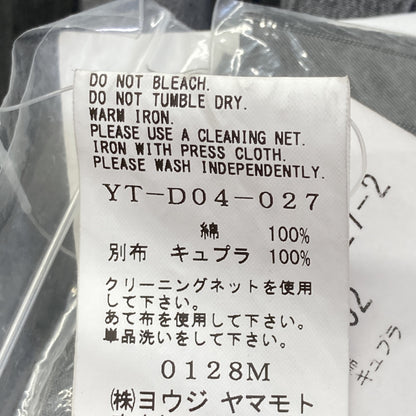 DO NOT BLEACH.
DO NOT TUMBLE DRY.
WARM IRON.
PLEASE USE A CLEANING NET.
IRON WITH PRESS CLOTH.
PLEASE WASH INDEPENDENTLY.
YT-D04-027
綿 100%
別布 キュプラ 100%
クリーニングネットを使用
して下さい。
あて布を使用して下さい。
単品洗いをして下さい。
0128M
(株)ヨウジ ヤマモト
キュプラ